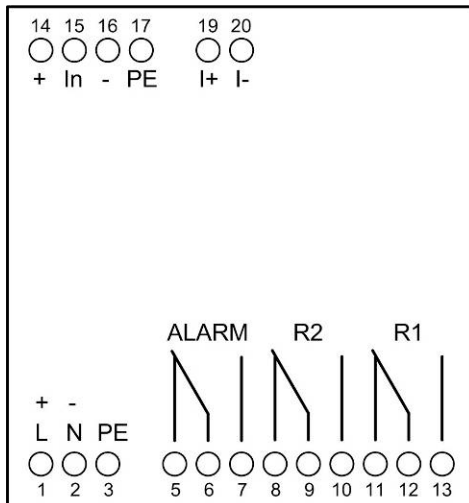 14 15 16 17 19 20
+ In - PE I+ I-
ALARM R2 R1
+ -
L N PE
1 2 3 5 6 7 8 9 10 11 12 13